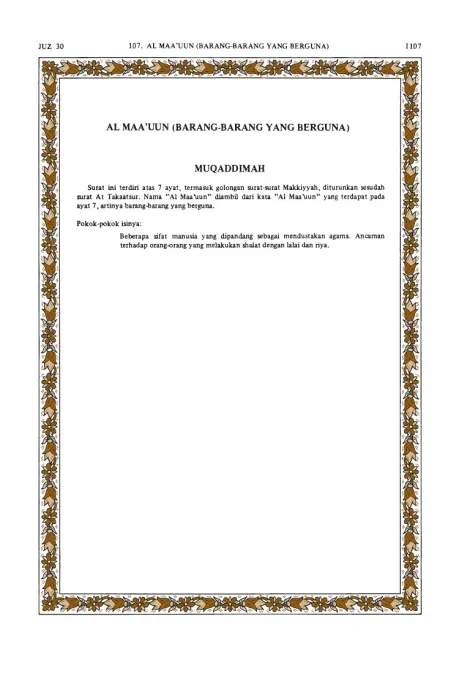 JUZ 30 107. AL MAA'UUN (BARANG-BARANG YANG BERGUNA) 1107
AL MAA'UUN (BARANG-BARANG YANG BERGUNA)
MUQADDIMAH
Surat ini terdiri atas 7 ayat, termasuk golongan surat-surat Makkiyyah, diturunkan sesudah
surat At Takaatsur. Nama "Al Maa'uun" diambil dari kata "Al Maa'uun" yang terdapat pada
ayat 7, artinya barang-barang yang berguna.
Pokok-pokok isinya:
Beberapa sifat manusia yang dipandang sebagai mendustakan agama. Ancaman
terhadap orang-orang yang melakukan shalat dengan lalai dan riya.